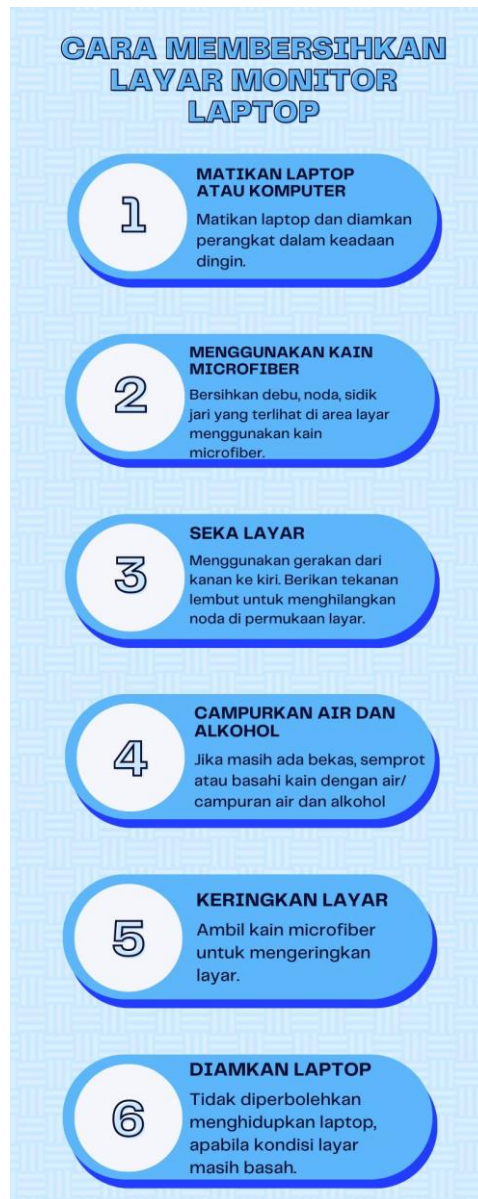 CARA MEMBERSIHKAN
LAYAR MONITOR
LAPTOP
1
MATIKAN LAPTOP
ATAU KOMPUTER
Matikan laptop dan diamkan
perangkat dalam keadaan
dingin.
2
MENGGUNAKAN KAIN
MICROFIBER
Bersihkan debu, noda, sidik
jari yang terlihat di area layar
menggunakan kain
microfiber.
3
SEKA LAYAR
Menggunakan gerakan dari
kanan ke kiri. Berikan tekanan
lembut untuk menghilangkan
noda di permukaan layar.
4
CAMPURKAN AIR DAN
ALKOHOL
Jika masih ada bekas, semprot
atau basahi kain dengan air/
campuran air dan alkohol
5
KERINGKAN LAYAR
Ambil kain microfiber
untuk mengeringkan
layar.
6
DIAMKAN LAPTOP
Tidak diperbolehkan
menghidupkan laptop,
apabila kondisi layar
masih basah.